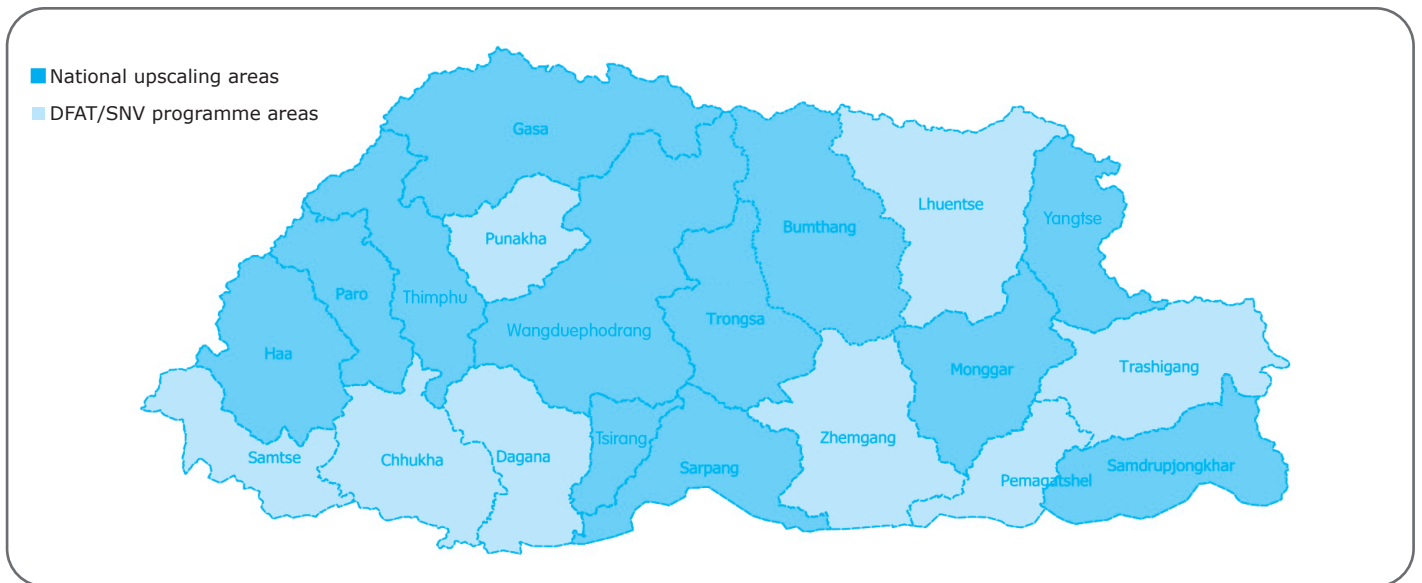 National upscaling areas
DFAT/SNV programme areas
Gasa
Lhuentse
Yangtse
Punakha
Bumthang
Paro
Thimphu
Wangduephodrang
Trongsa
Haa
Monggar
Trashigang
Tsirang
Zhemgang
Samtse
Chhukha
Dagana
Sarpang
Samdrupjongkhar
Pemagatshel